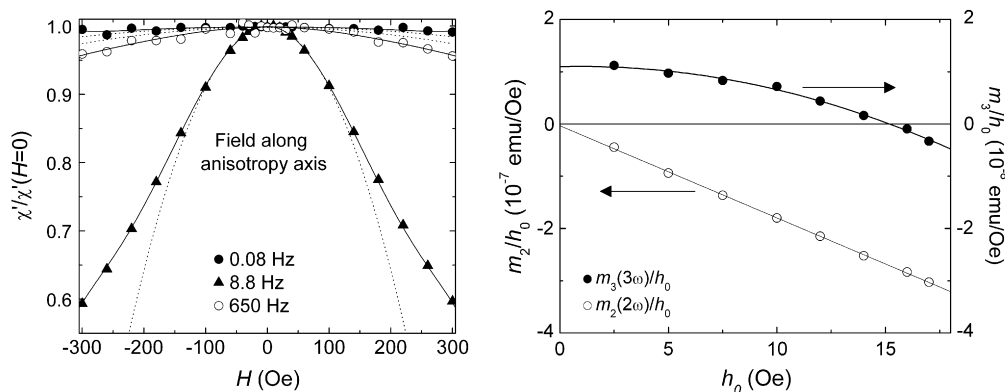 1.0
0.9
0.8
0.7
0.6
χ'/χ'(H=0)
Field along
anisotropy axis
0.08 Hz
8.8 Hz
650 Hz
-300 -200 -100 0 100 200 300
H (Oe)
2
0
-2
-4
m₂/h₀ (10⁻⁷ emu/Oe)
m₃(3ω)/h₀
m₂(2ω)/h₀
0 5 10 15
h₀ (Oe)
2
1
0
-1
-2
-3
-4
m₃/h₀ (10⁻⁸ emu/Oe)